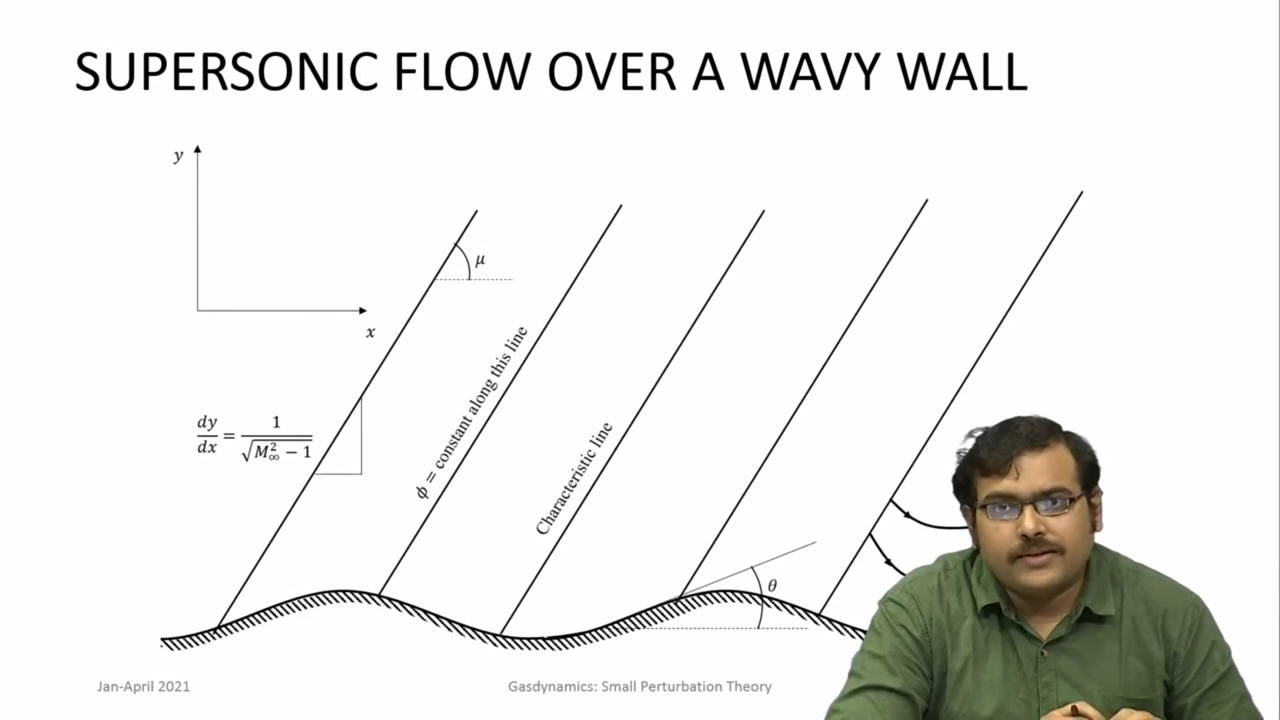 SUPERSONIC FLOW OVER A WAVY WALL
y
μ
x
ϕ = constant along this line
dy/dx = 1/√(M∞² − 1)
Characteristic line
θ
Jan-April 2021
Gasdynamics: Small Perturbation Theory